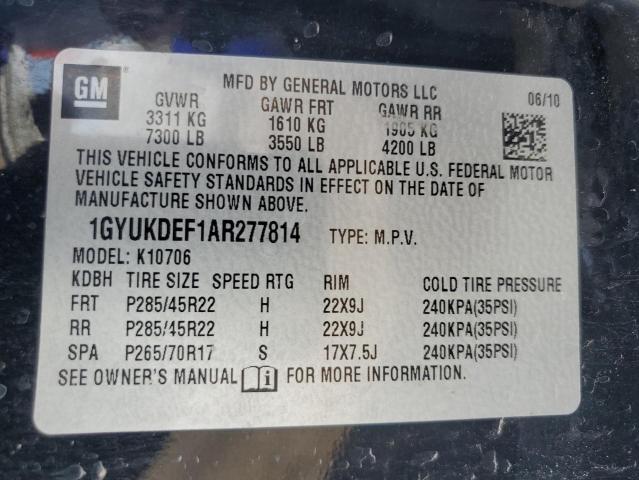 GM
MFD BY GENERAL MOTORS LLC
06/10
GVWR GAWR FRT GAWR RR
3311 KG 1610 KG 1905 KG
7300 LB 3550 LB 4200 LB
THIS VEHICLE CONFORMS TO ALL APPLICABLE U.S. FEDERAL MOTOR
VEHICLE SAFETY STANDARDS IN EFFECT ON THE DATE OF
MANUFACTURE SHOWN ABOVE.
1GYUKDEF1AR277814 TYPE: M.P.V.
MODEL: K10706
KDBH TIRE SIZE SPEED RTG RIM COLD TIRE PRESSURE
FRT P285/45R22 H 22X9J 240KPA(35PSI)
RR P285/45R22 H 22X9J 240KPA(35PSI)
SPA P265/70R17 S 17X7.5J 240KPA(35PSI)
SEE OWNER'S MANUAL FOR MORE INFORMATION.